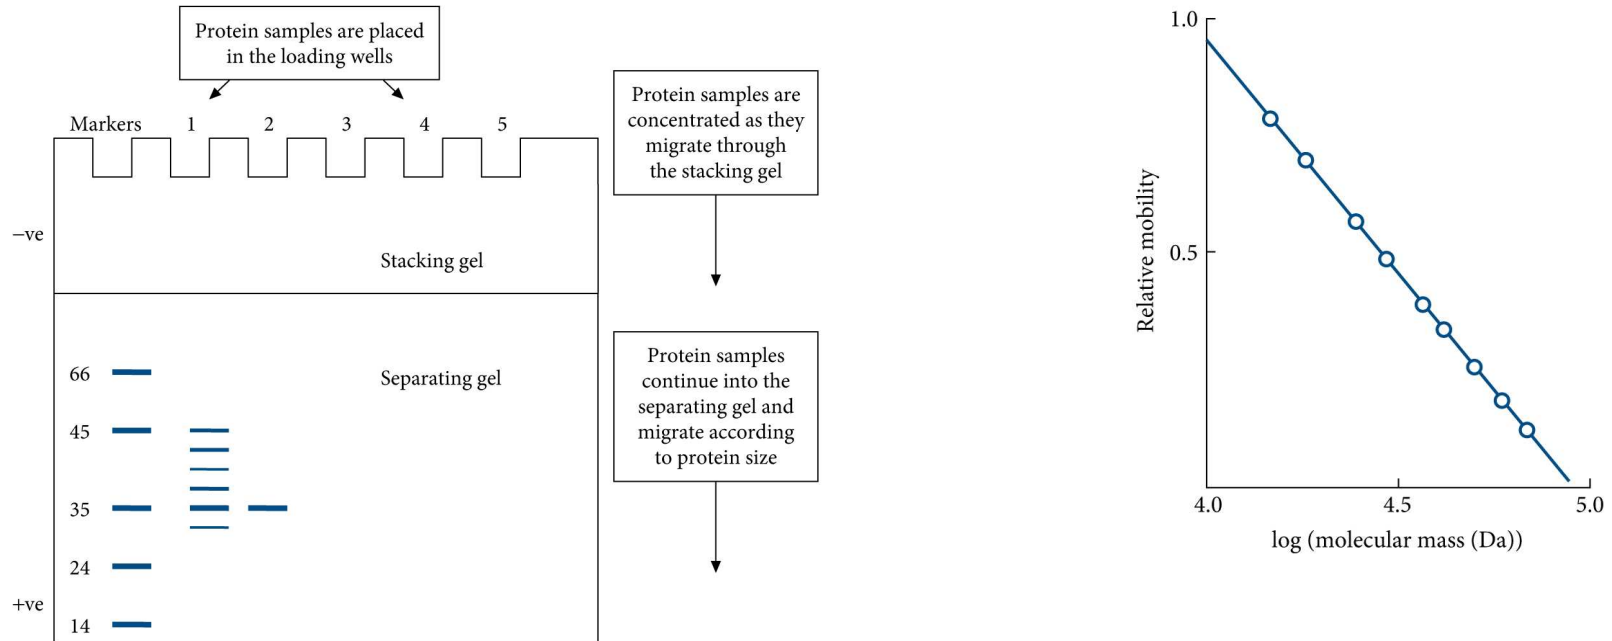 Protein samples are placed
in the loading wells
Markers 1 2 3 4 5
−ve
Stacking gel
66
Separating gel
45
35
24
+ve
14
Protein samples are
concentrated as they
migrate through
the stacking gel
Protein samples
continue into the
separating gel and
migrate according
to protein size
1.0
0.5
Relative mobility
4.0 4.5 5.0
log (molecular mass (Da))